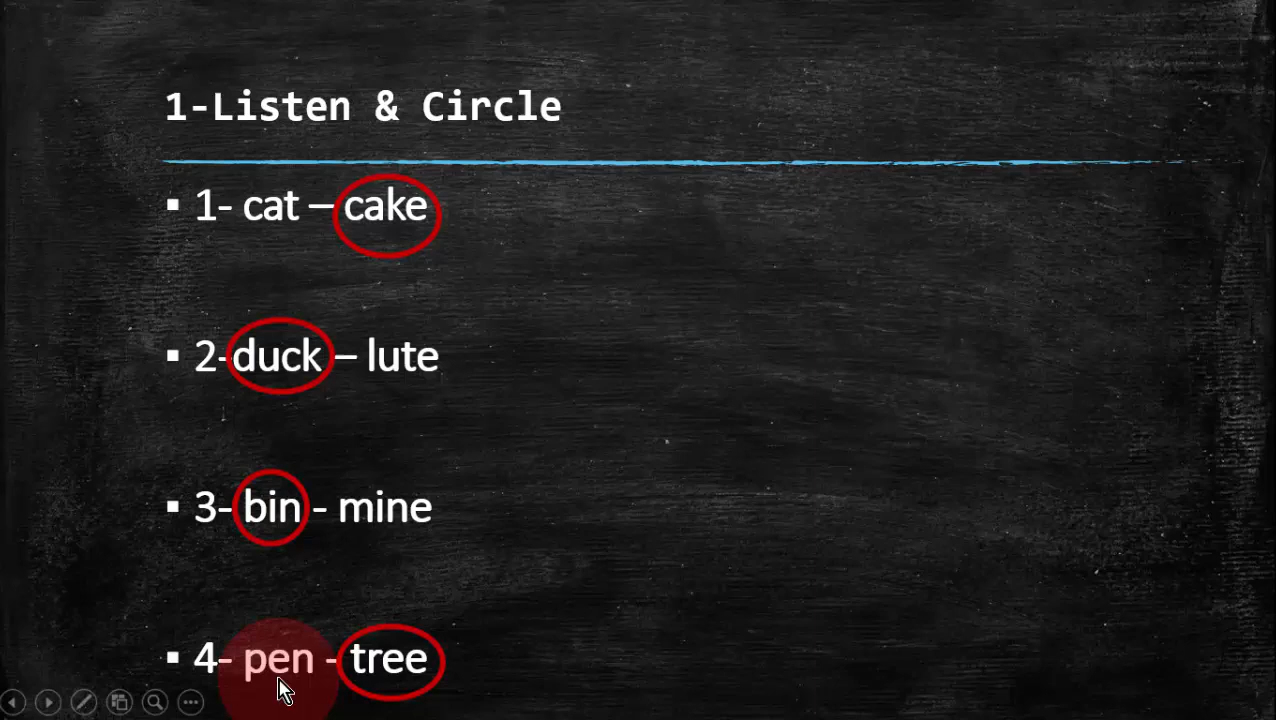 1-Listen & Circle
▪ 1- cat – cake
▪ 2-duck – lute
▪ 3- bin - mine
▪ 4- pen - tree